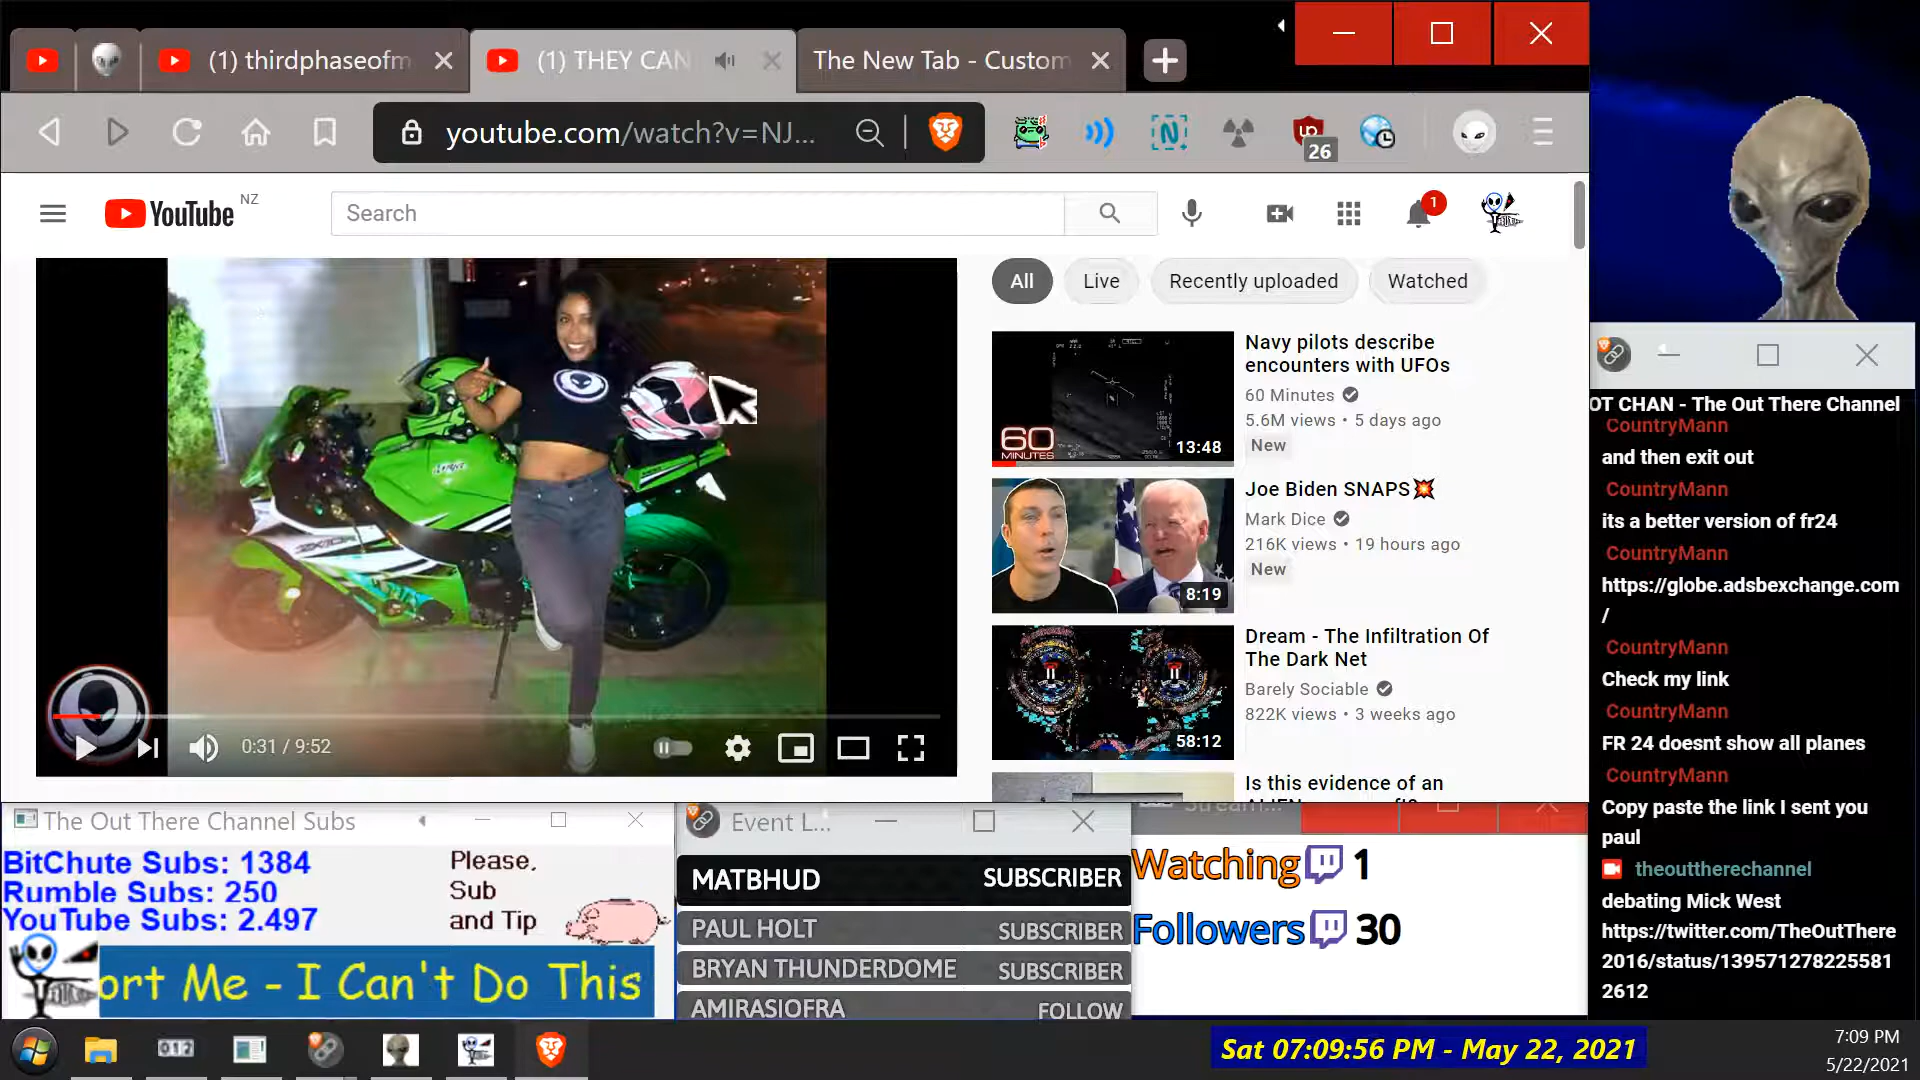 (1) thirdphaseofm
(1) THEY CAN
The New Tab - Custom
youtube.com/watch?v=NJ...
26
YouTube NZ
Search
1
All
Live
Recently uploaded
Watched
Navy pilots describe
encounters with UFOs
60 Minutes
5.6M views • 5 days ago
New
60
MINUTES
13:48
Joe Biden SNAPS💥
Mark Dice
216K views • 19 hours ago
New
8:19
Dream - The Infiltration Of
The Dark Net
Barely Sociable
822K views • 3 weeks ago
58:12
Is this evidence of an
0:31 / 9:52
OT CHAN - The Out There Channel
CountryMann
and then exit out
CountryMann
its a better version of fr24
CountryMann
https://globe.adsbexchange.com
/
CountryMann
Check my link
CountryMann
FR 24 doesnt show all planes
CountryMann
Copy paste the link I sent you
paul
theouttherechannel
debating Mick West
https://twitter.com/TheOutThere
2016/status/139571278225581
2612
The Out There Channel Subs
BitChute Subs: 1384
Rumble Subs: 250
YouTube Subs: 2.497
Please,
Sub
and Tip
ort Me - I Can't Do This
Event L...
MATBHUD SUBSCRIBER
PAUL HOLT SUBSCRIBER
BRYAN THUNDERDOME SUBSCRIBER
AMIRASIOFRA FOLLOW
Watching 1
Followers 30
012
Sat 07:09:56 PM - May 22, 2021
7:09 PM
5/22/2021